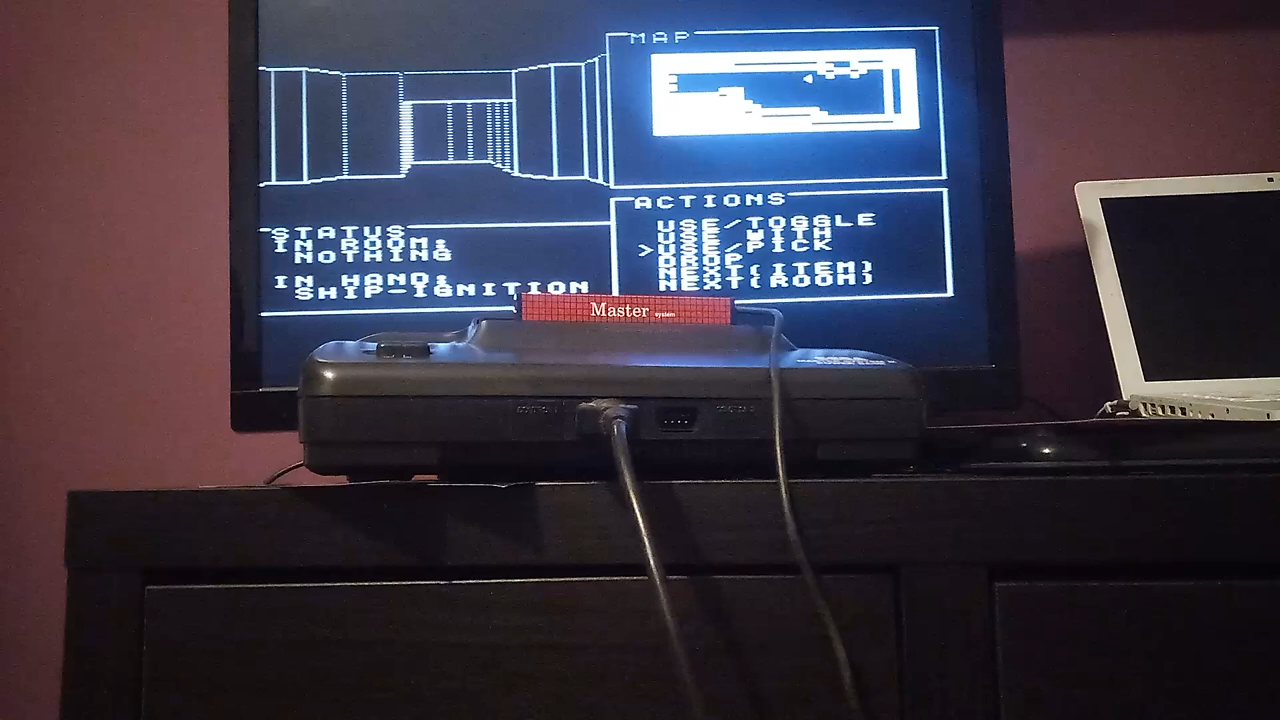 MAP
ACTIONS
USE/TOGGLE
USE WITH
>USE/PICK
DROP
NEXT(ITEM)
NEXT(ROOM)
STATUS
IN ROOM:
NOTHING
IN HAND:
SHIP-IGNITION
Master system